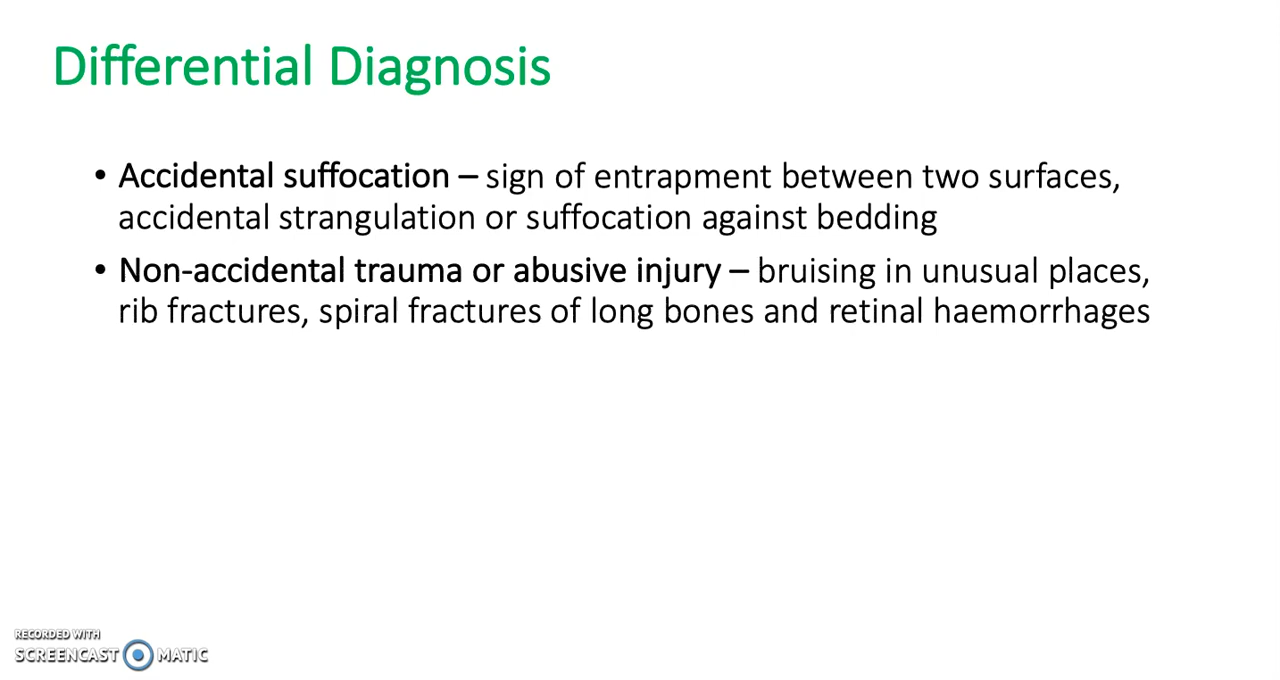 Differential Diagnosis
• Accidental suffocation – sign of entrapment between two surfaces,
accidental strangulation or suffocation against bedding
• Non-accidental trauma or abusive injury – bruising in unusual places,
rib fractures, spiral fractures of long bones and retinal haemorrhages
RECORDED WITH
SCREENCAST MATIC